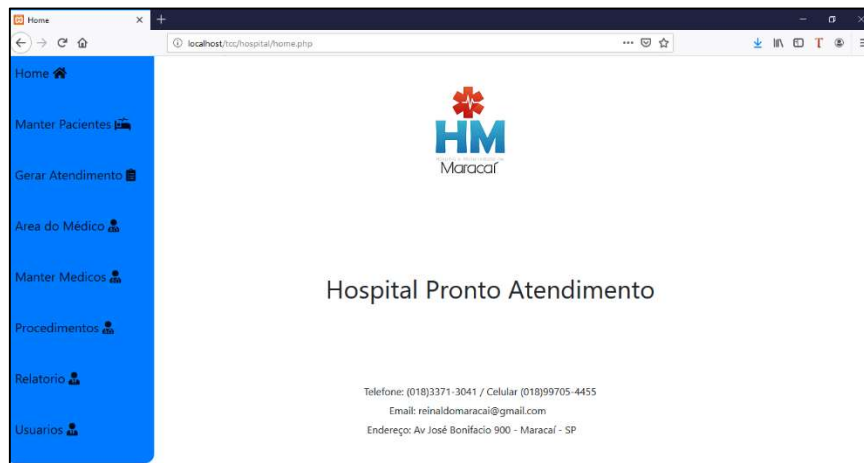 Home
localhost/tcc/hospital/home.php
Home
Manter Pacientes
Gerar Atendimento
Area do Médico
Manter Medicos
Procedimentos
Relatorio
Usuarios
HM
Maracaí
Hospital Pronto Atendimento
Telefone: (018)3371-3041 / Celular (018)99705-4455
Email: reinaldomaracai@gmail.com
Endereço: Av José Bonifacio 900 - Maracaí - SP